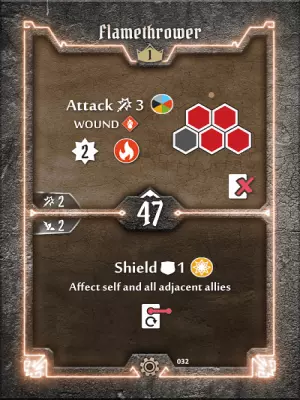 Flamethrower
1
Attack 3
WOUND
2
2
47
2
Shield 1
Affect self and all adjacent allies
032